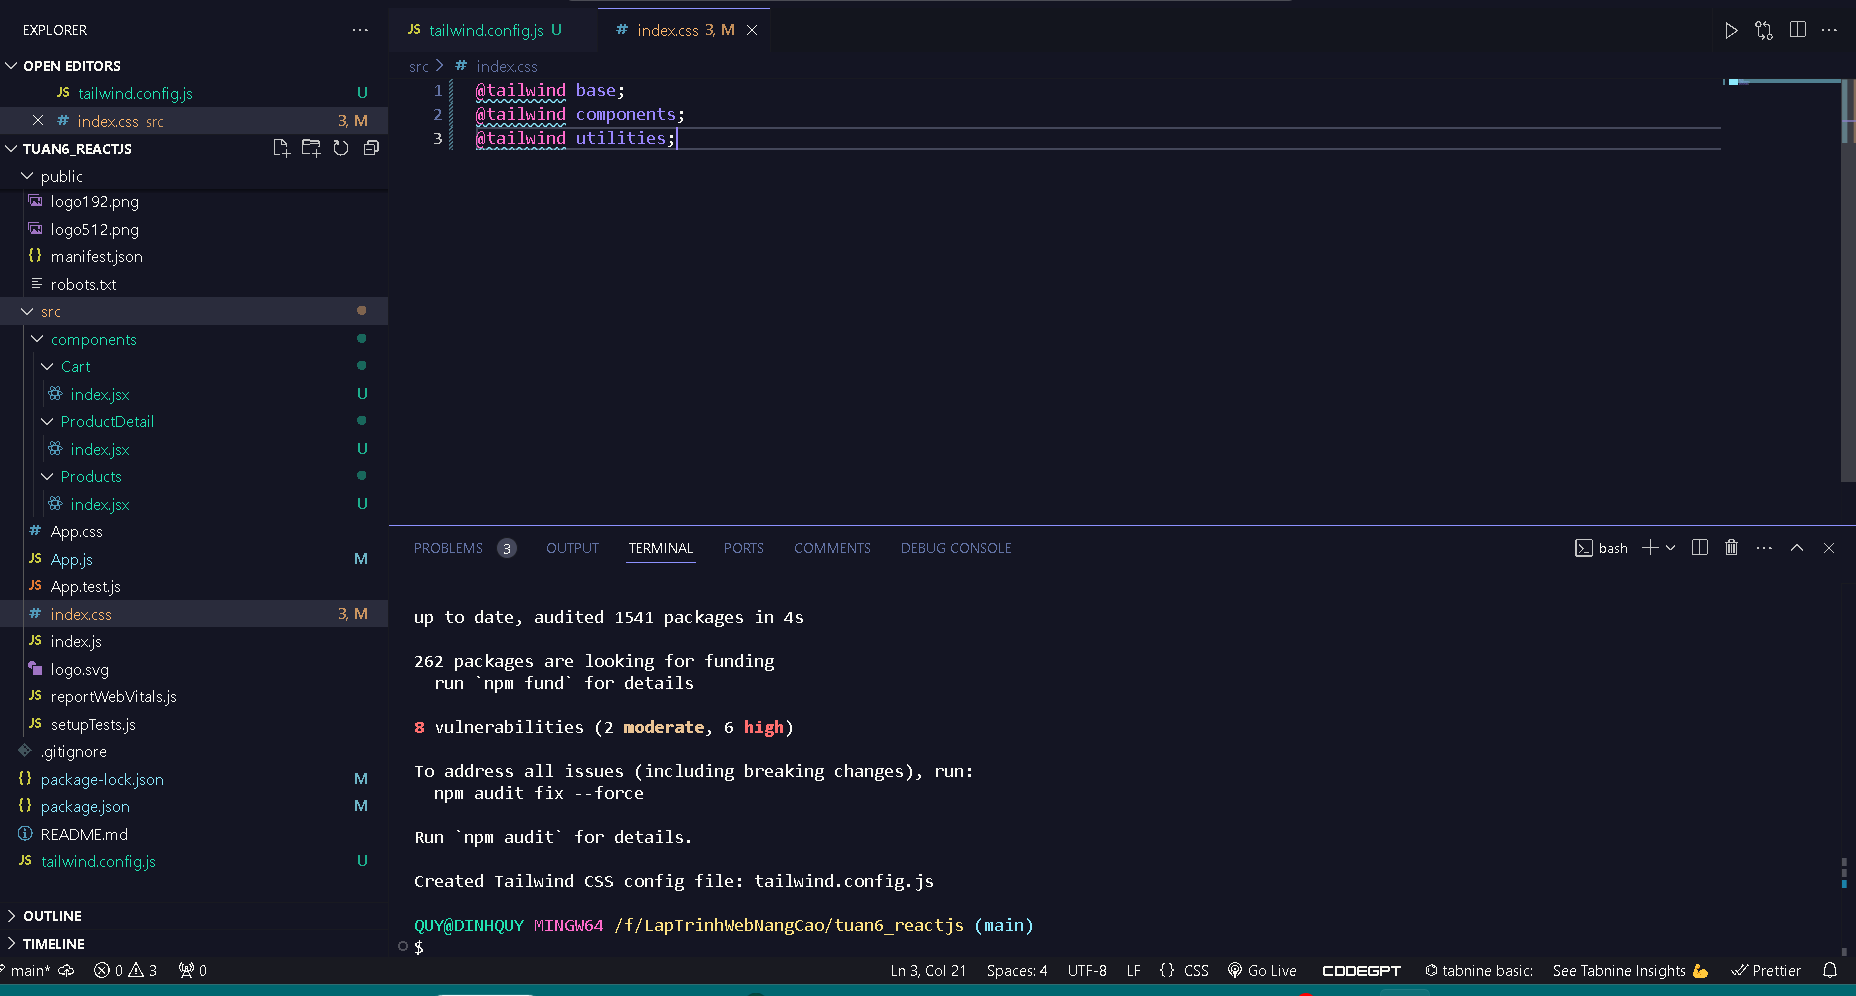 EXPLORER
OPEN EDITORS
JS tailwind.config.js U
# index.css src 3, M
TUAN6_REACTJS
public
logo192.png
logo512.png
{} manifest.json
robots.txt
src
components
Cart
index.jsx U
ProductDetail
index.jsx U
Products
index.jsx U
# App.css
JS App.js M
JS App.test.js
# index.css 3, M
JS index.js
logo.svg
JS reportWebVitals.js
JS setupTests.js
.gitignore
{} package-lock.json M
{} package.json M
README.md
JS tailwind.config.js U
OUTLINE
TIMELINE
JS tailwind.config.js U
# index.css 3, M
src > # index.css
1 @tailwind base;
2 @tailwind components;
3 @tailwind utilities;
PROBLEMS 3 OUTPUT TERMINAL PORTS COMMENTS DEBUG CONSOLE
bash
up to date, audited 1541 packages in 4s
262 packages are looking for funding
run `npm fund` for details
8 vulnerabilities (2 moderate, 6 high)
To address all issues (including breaking changes), run:
npm audit fix --force
Run `npm audit` for details.
Created Tailwind CSS config file: tailwind.config.js
QUY@DINHQUY MINGW64 /f/LapTrinhWebNangCao/tuan6_reactjs (main)
$
main* 0 3 0 Ln 3, Col 21 Spaces: 4 UTF-8 LF {} CSS Go Live CODEGPT tabnine basic: See Tabnine Insights 💪 Prettier